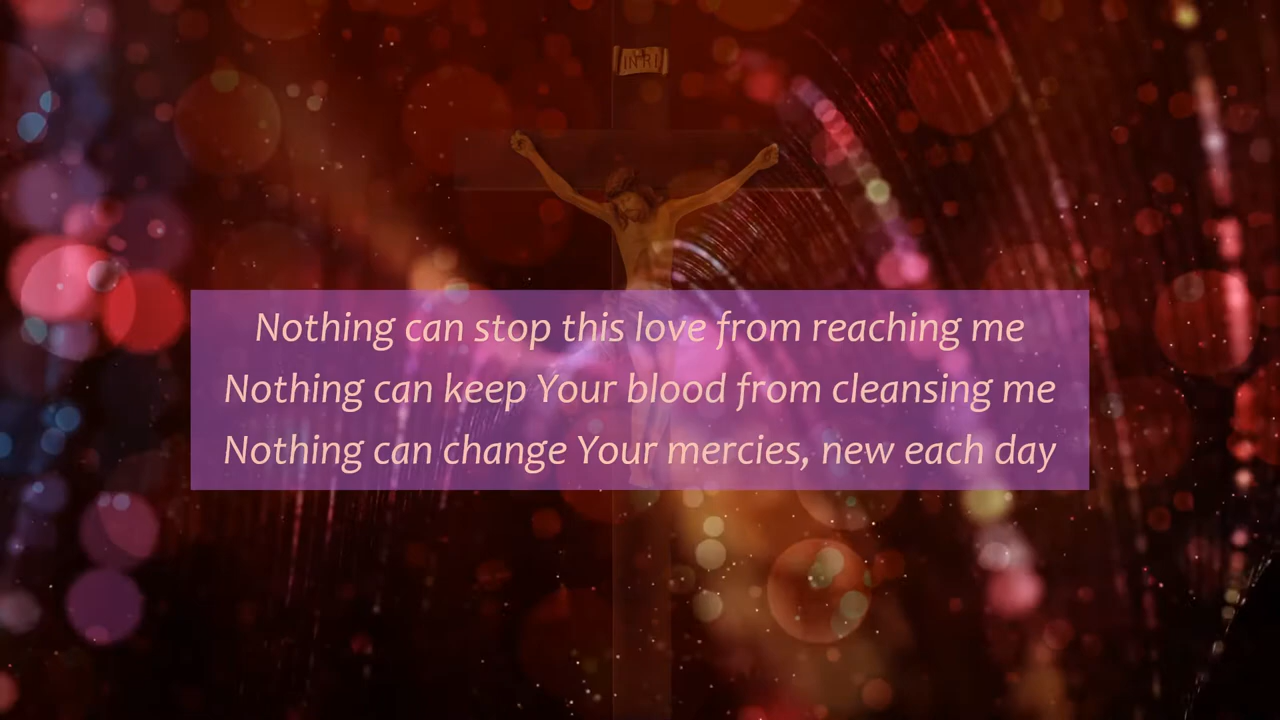 INRI
Nothing can stop this love from reaching me
Nothing can keep Your blood from cleansing me
Nothing can change Your mercies, new each day